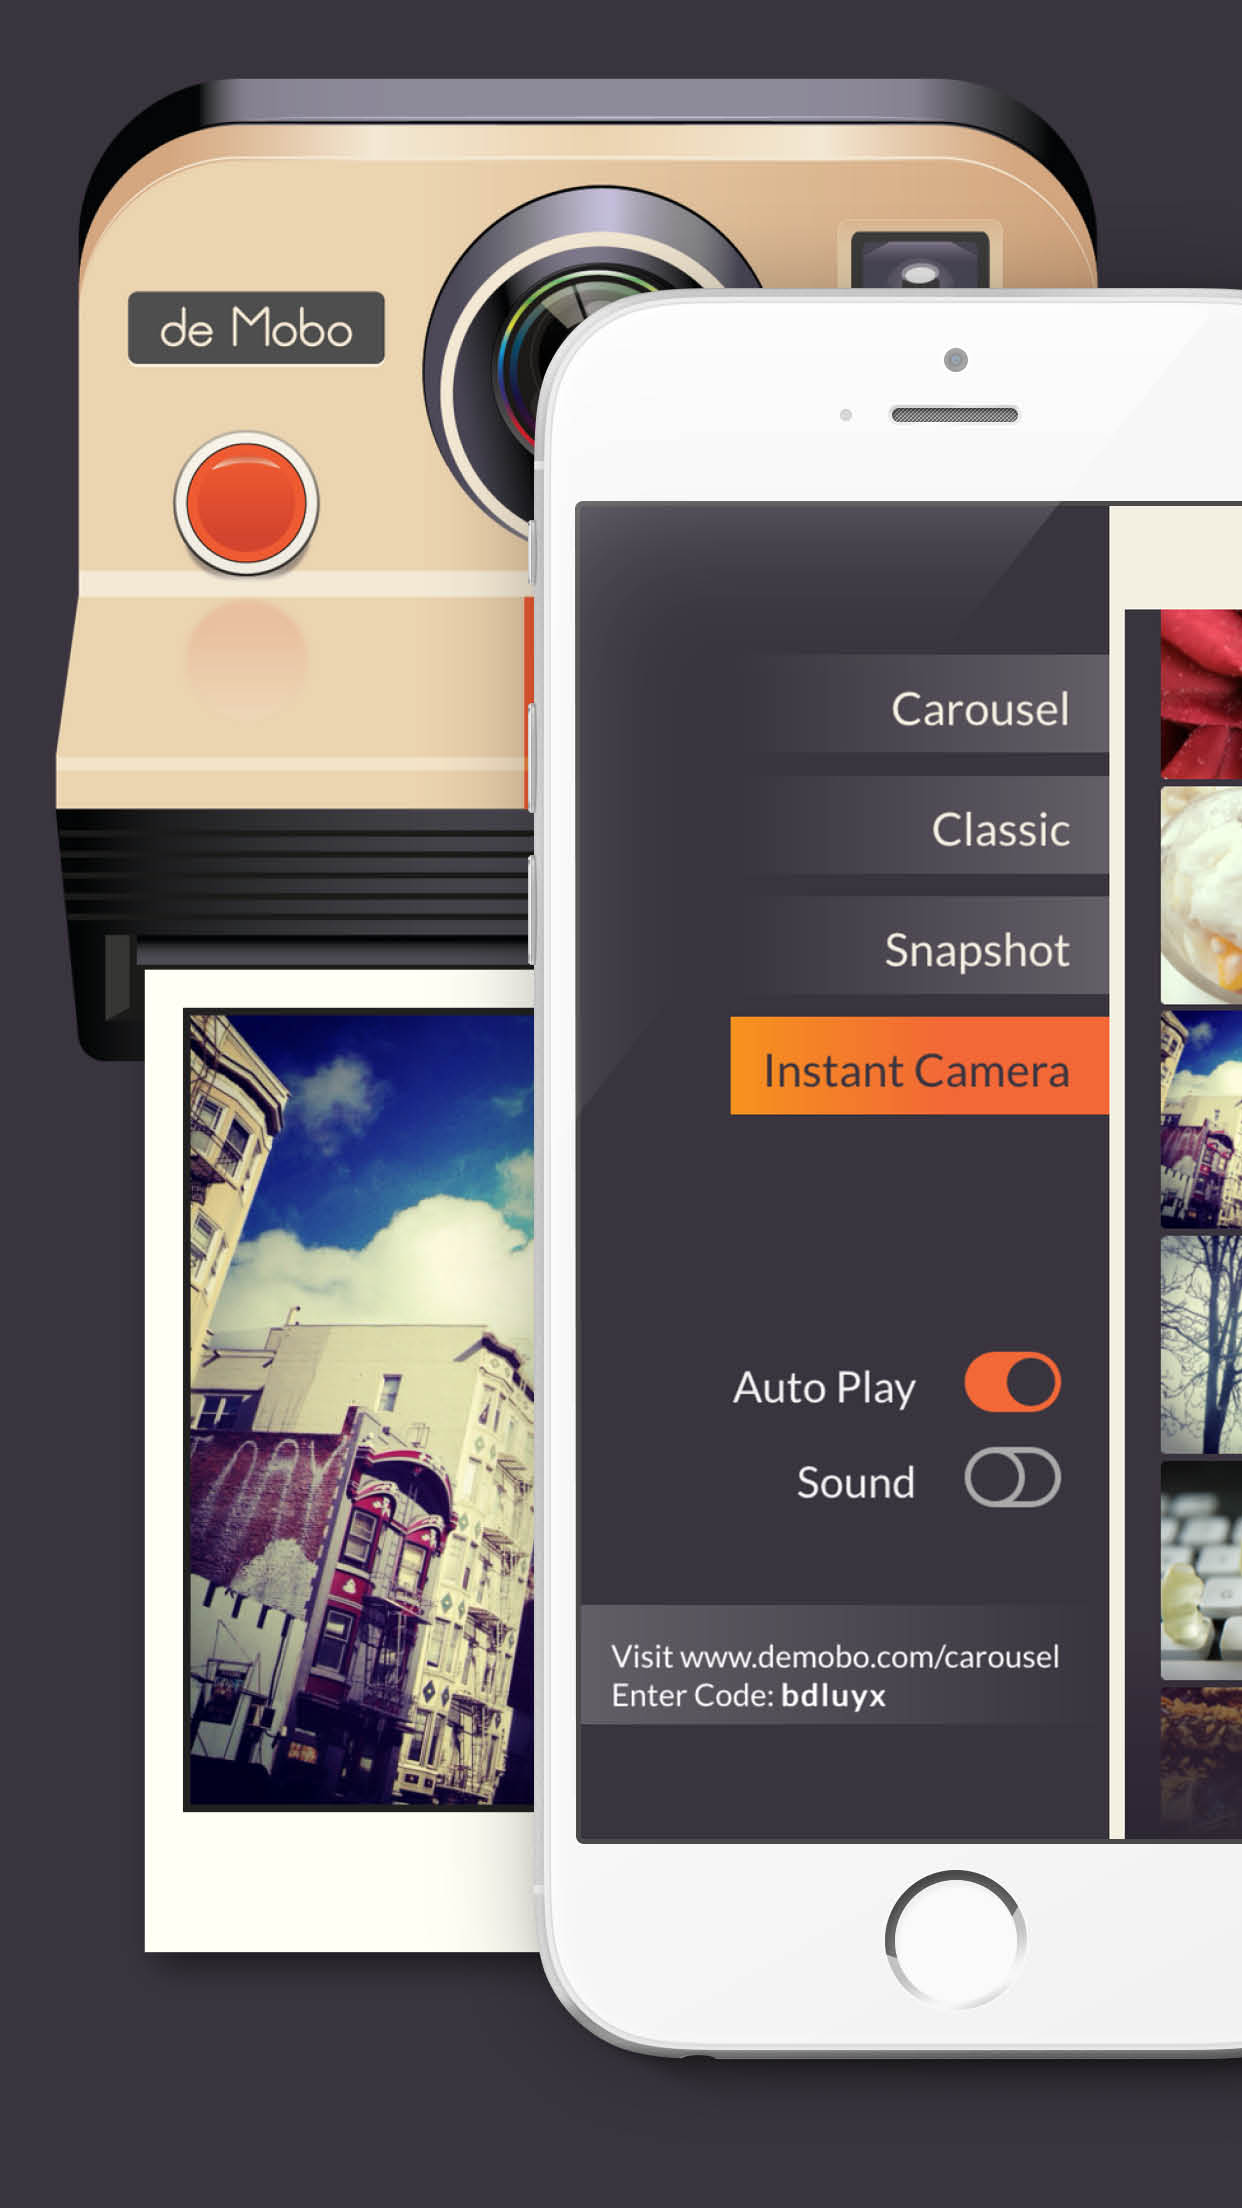 de Mobo
Carousel
Classic
Snapshot
Instant Camera
Auto Play
Sound
Visit www.demobo.com/carousel
Enter Code: bdluyx